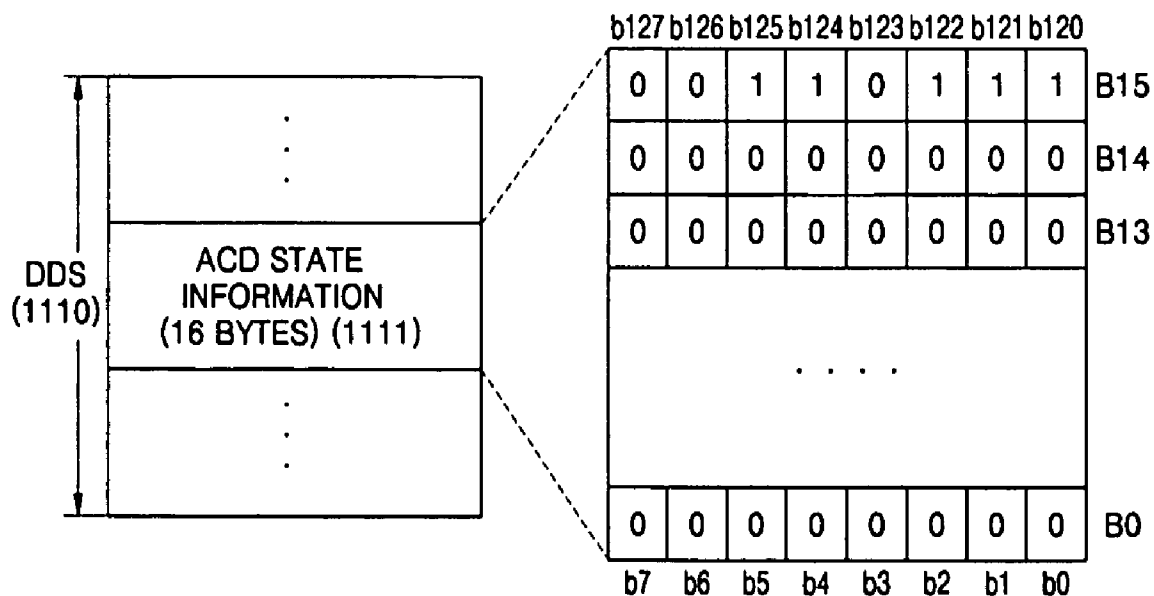 b127 b126 b125 b124 b123 b122 b121 b120
0 0 1 1 0 1 1 1 B15
0 0 0 0 0 0 0 0 B14
0 0 0 0 0 0 0 0 B13
DDS
(1110)
ACD STATE
INFORMATION
(16 BYTES) (1111)
0 0 0 0 0 0 0 0 B0
b7 b6 b5 b4 b3 b2 b1 b0